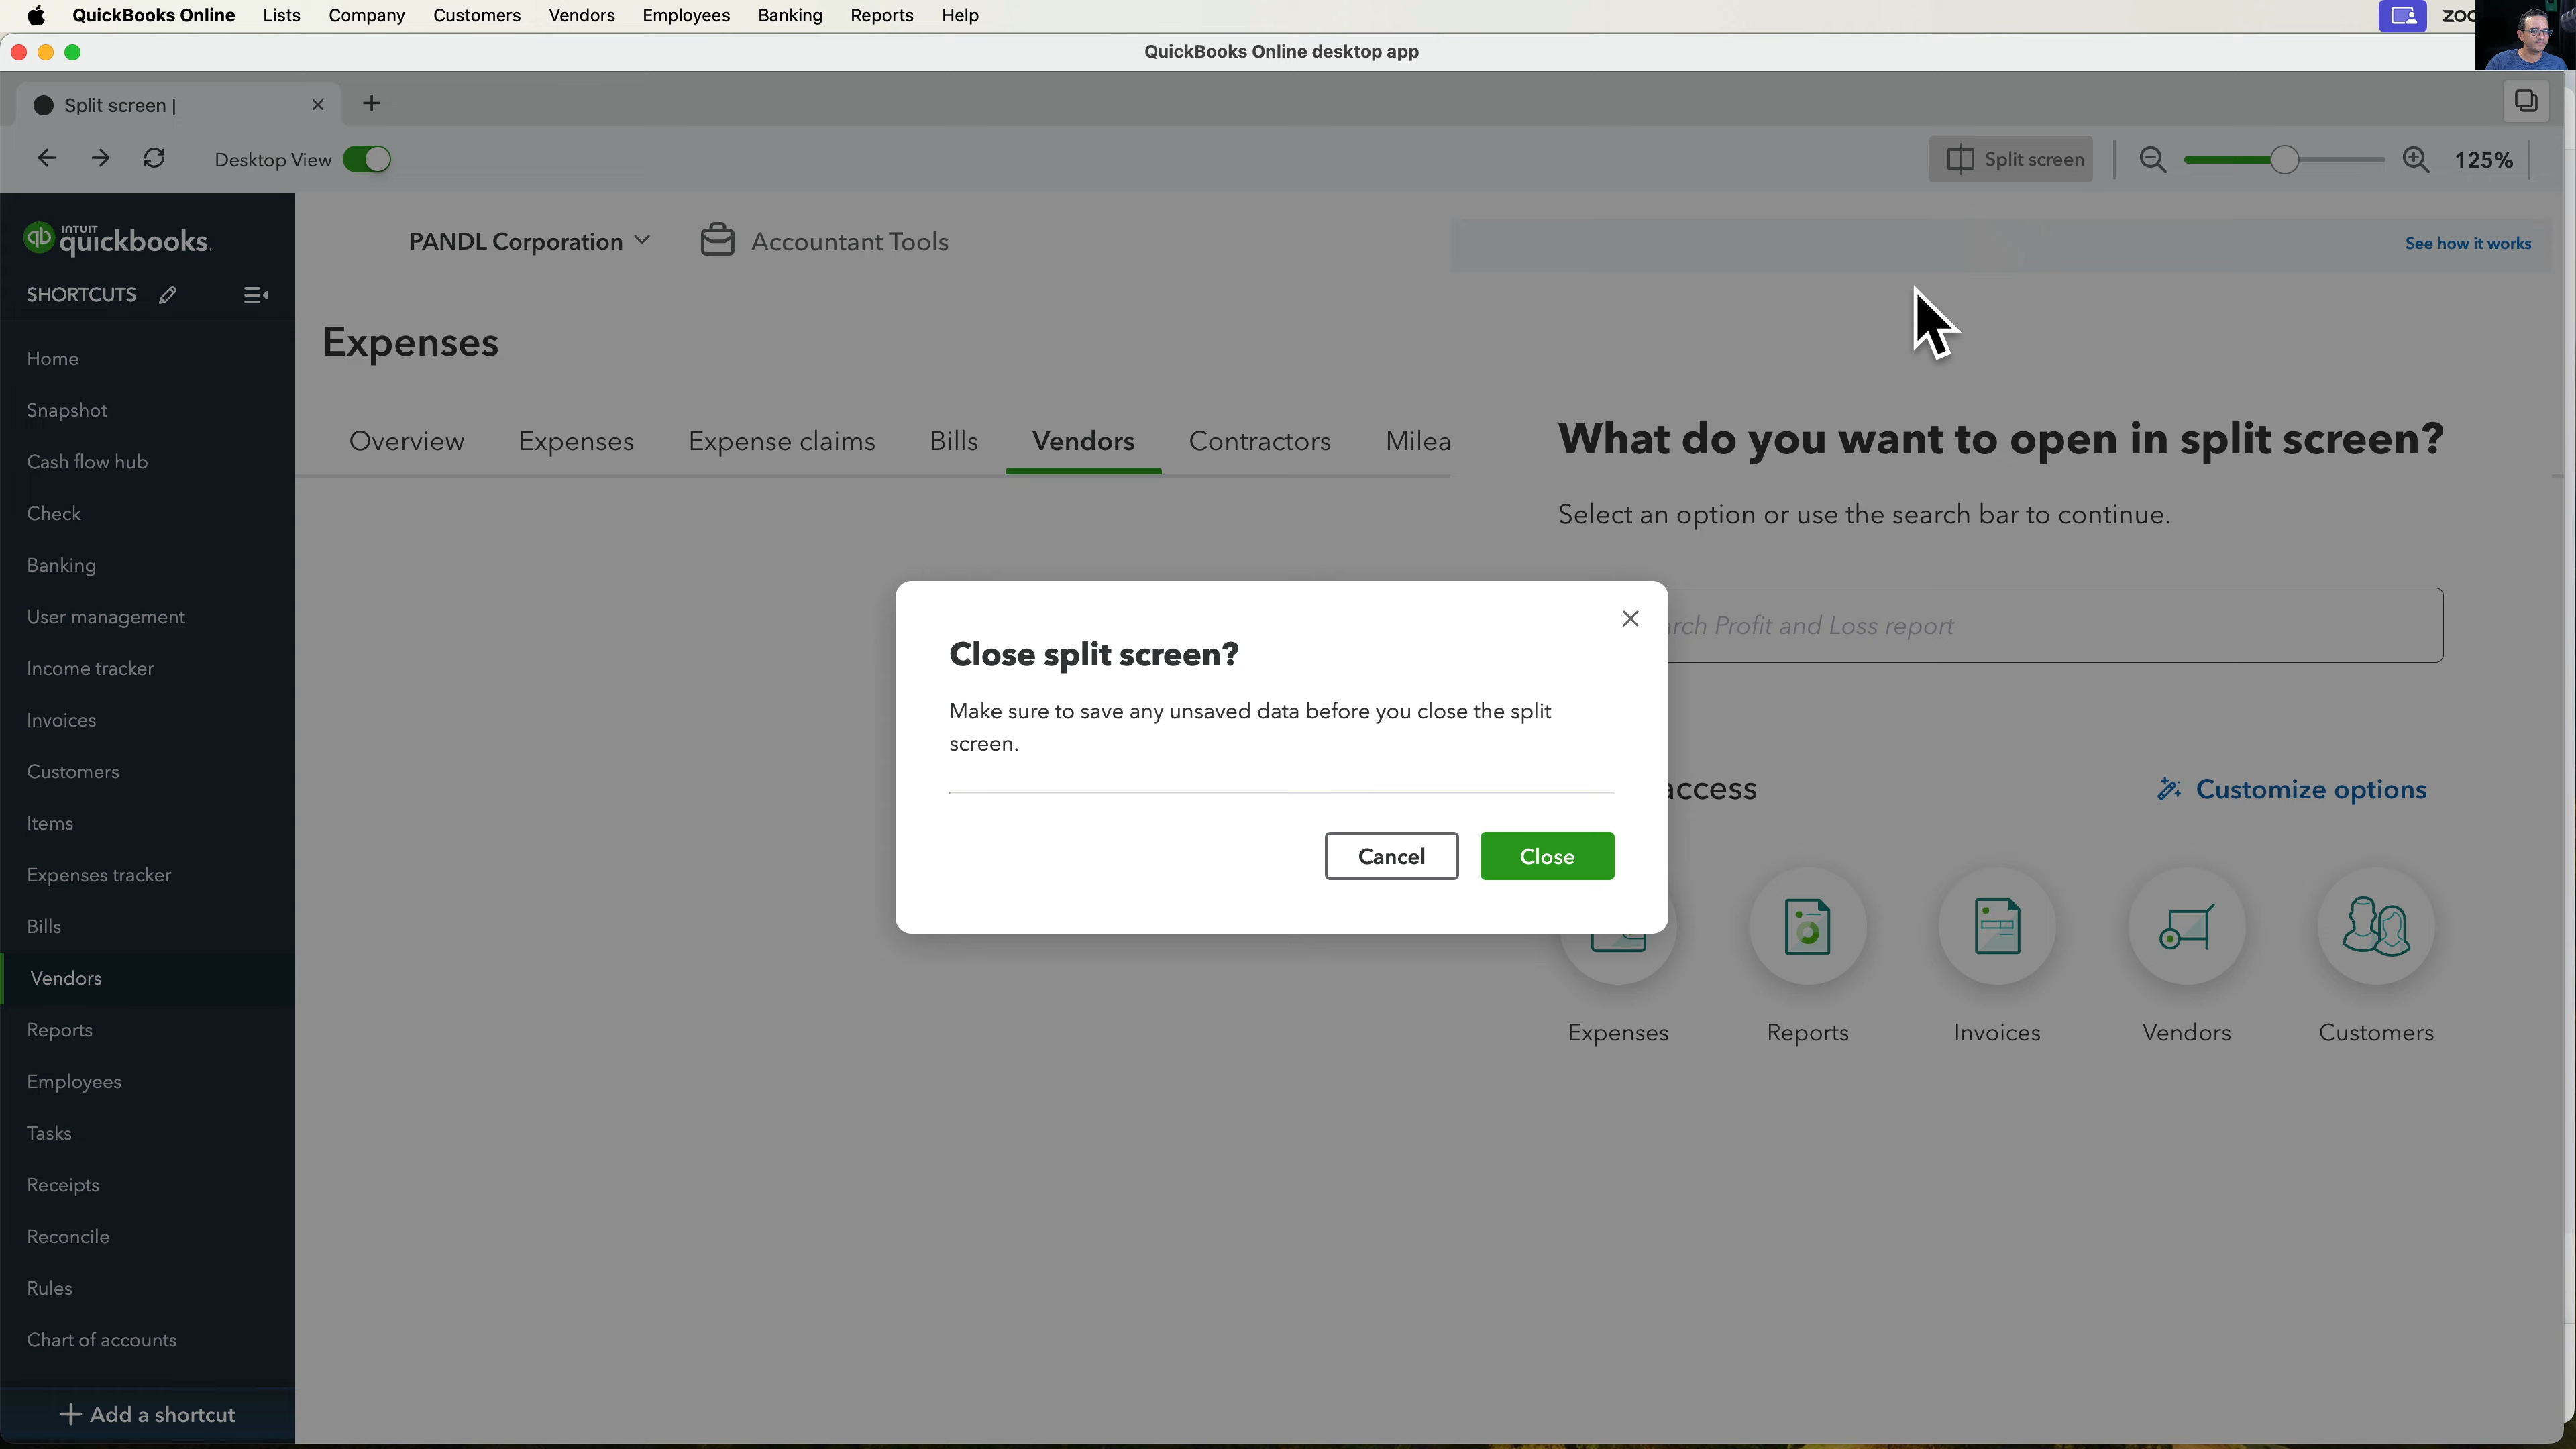 QuickBooks Online Lists Company Customers Vendors Employees Banking Reports Help
QuickBooks Online desktop app
Split screen |
Desktop View
Split screen
125%
INTUIT
quickbooks.
SHORTCUTS
Home
Snapshot
Cash flow hub
Check
Banking
User management
Income tracker
Invoices
Customers
Items
Expenses tracker
Bills
Vendors
Reports
Employees
Tasks
Receipts
Reconcile
Rules
Chart of accounts
Add a shortcut
PANDL Corporation
Accountant Tools
See how it works
Expenses
Overview Expenses Expense claims Bills Vendors Contractors Milea
What do you want to open in split screen?
Select an option or use the search bar to continue.
rch Profit and Loss report
access
Customize options
Expenses Reports Invoices Vendors Customers
Close split screen?
Make sure to save any unsaved data before you close the split
screen.
Cancel
Close